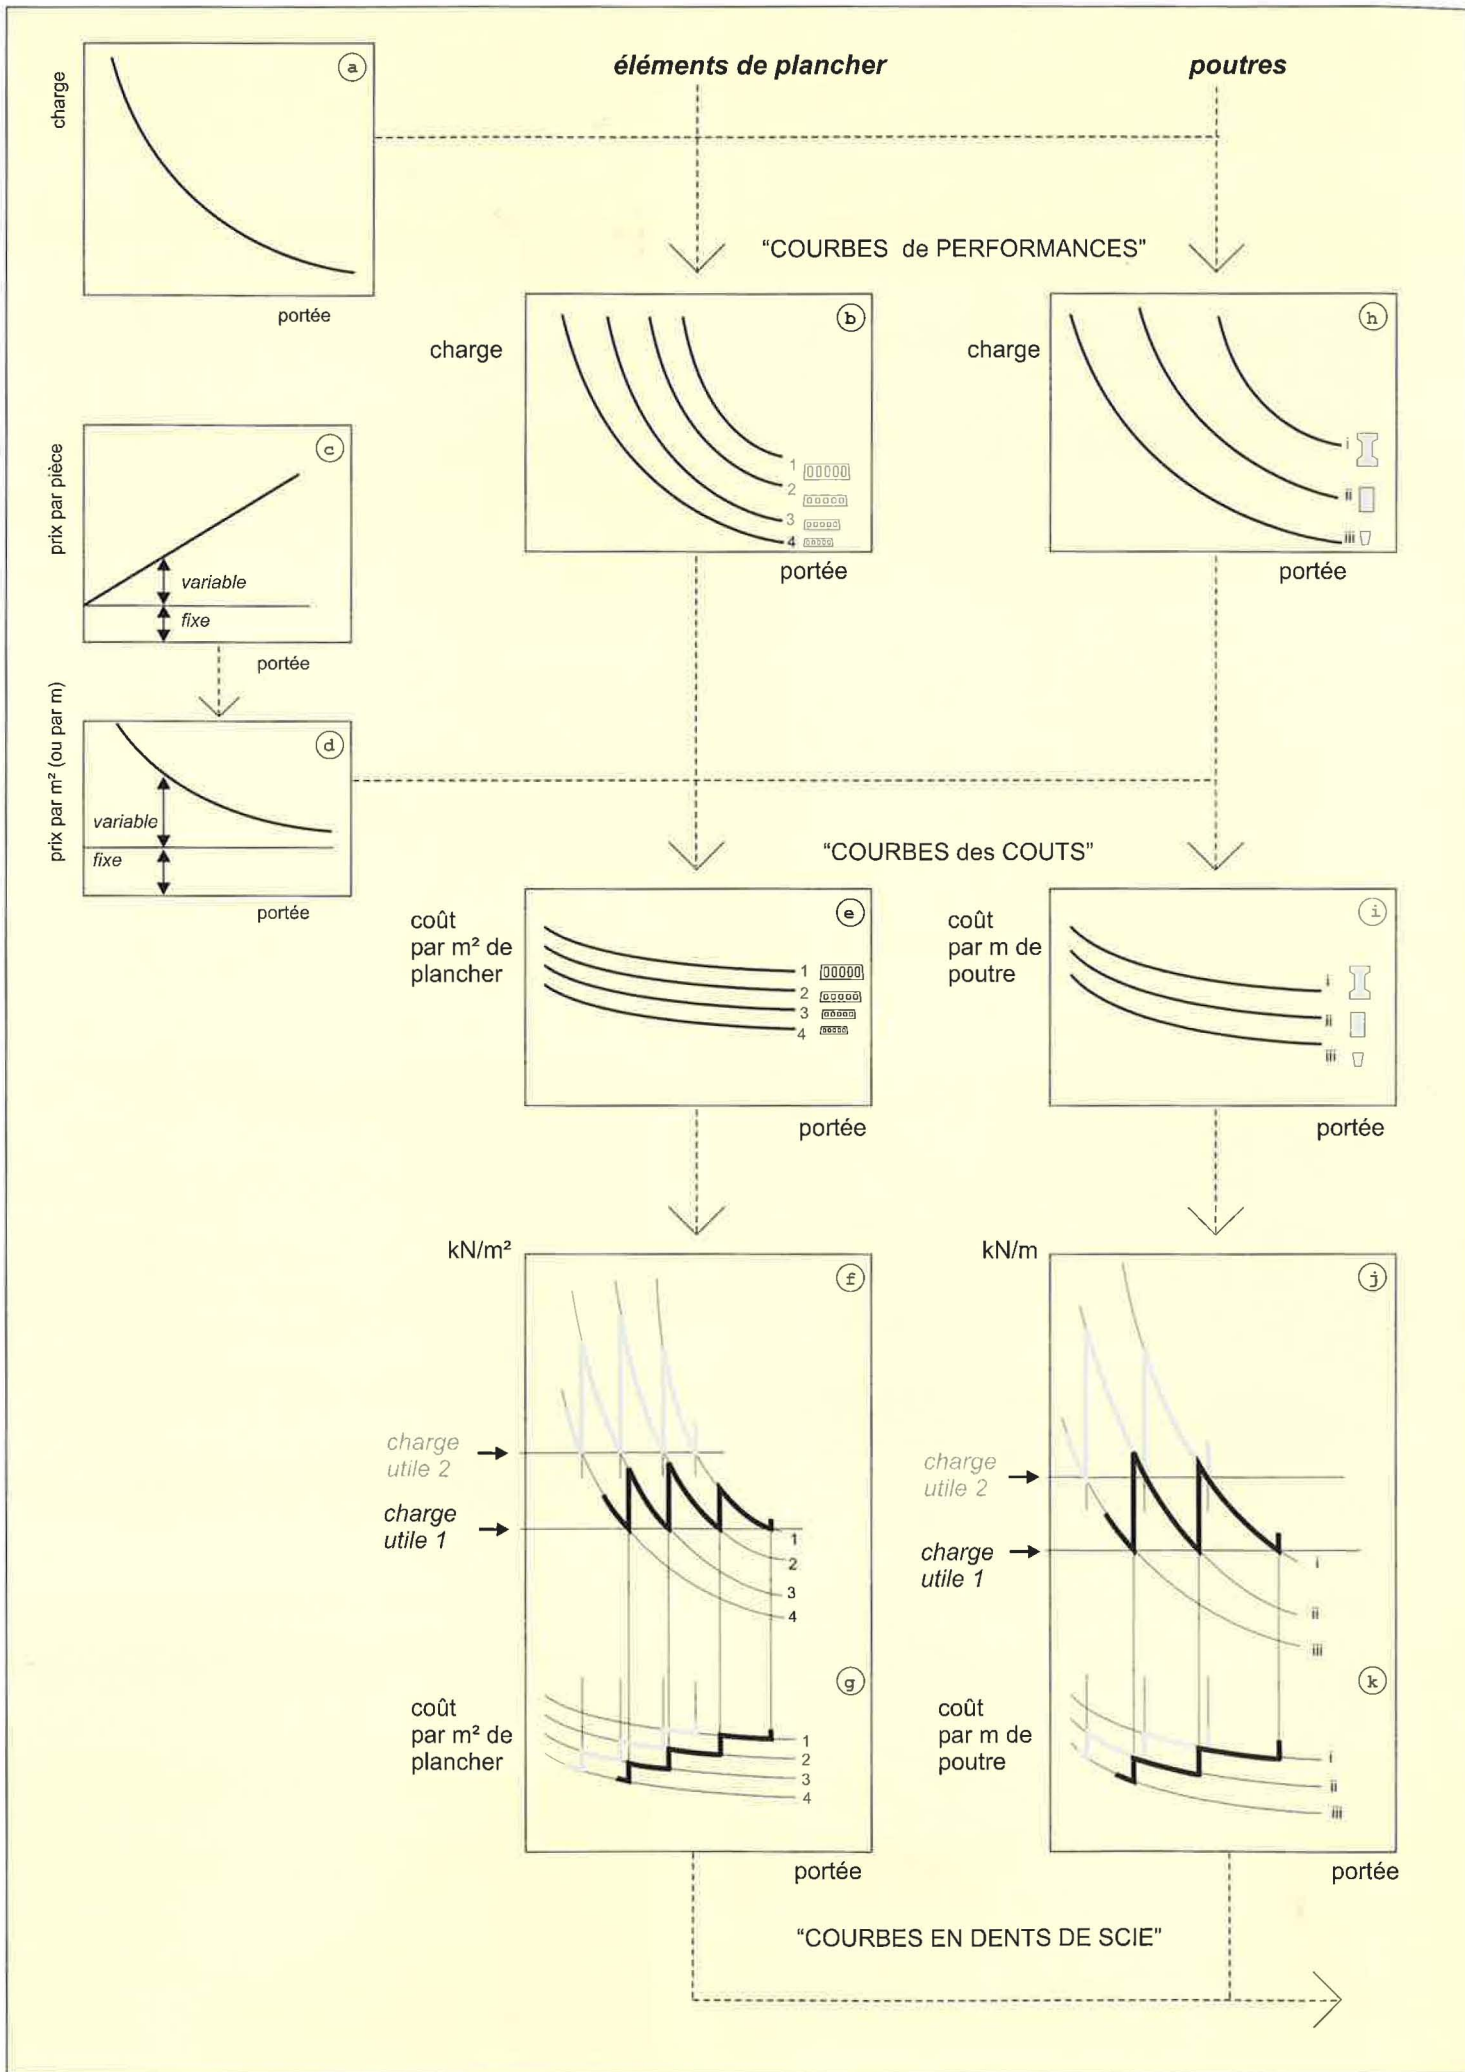 éléments de plancher
poutres
charge
a
portée
"COURBES de PERFORMANCES"
charge
b
1
2
3
4
portée
charge
h
i
ii
iii
portée
prix par pièce
c
variable
fixe
portée
prix par m² (ou par m)
d
variable
fixe
portée
"COURBES des COUTS"
coût
par m² de
plancher
e
1
2
3
4
portée
coût
par m de
poutre
i
i
ii
iii
portée
kN/m²
f
charge
utile 2
charge
utile 1
1
2
3
4
g
coût
par m² de
plancher
1
2
3
4
portée
kN/m
j
charge
utile 2
charge
utile 1
i
ii
iii
k
coût
par m de
poutre
i
ii
iii
portée
"COURBES EN DENTS DE SCIE"